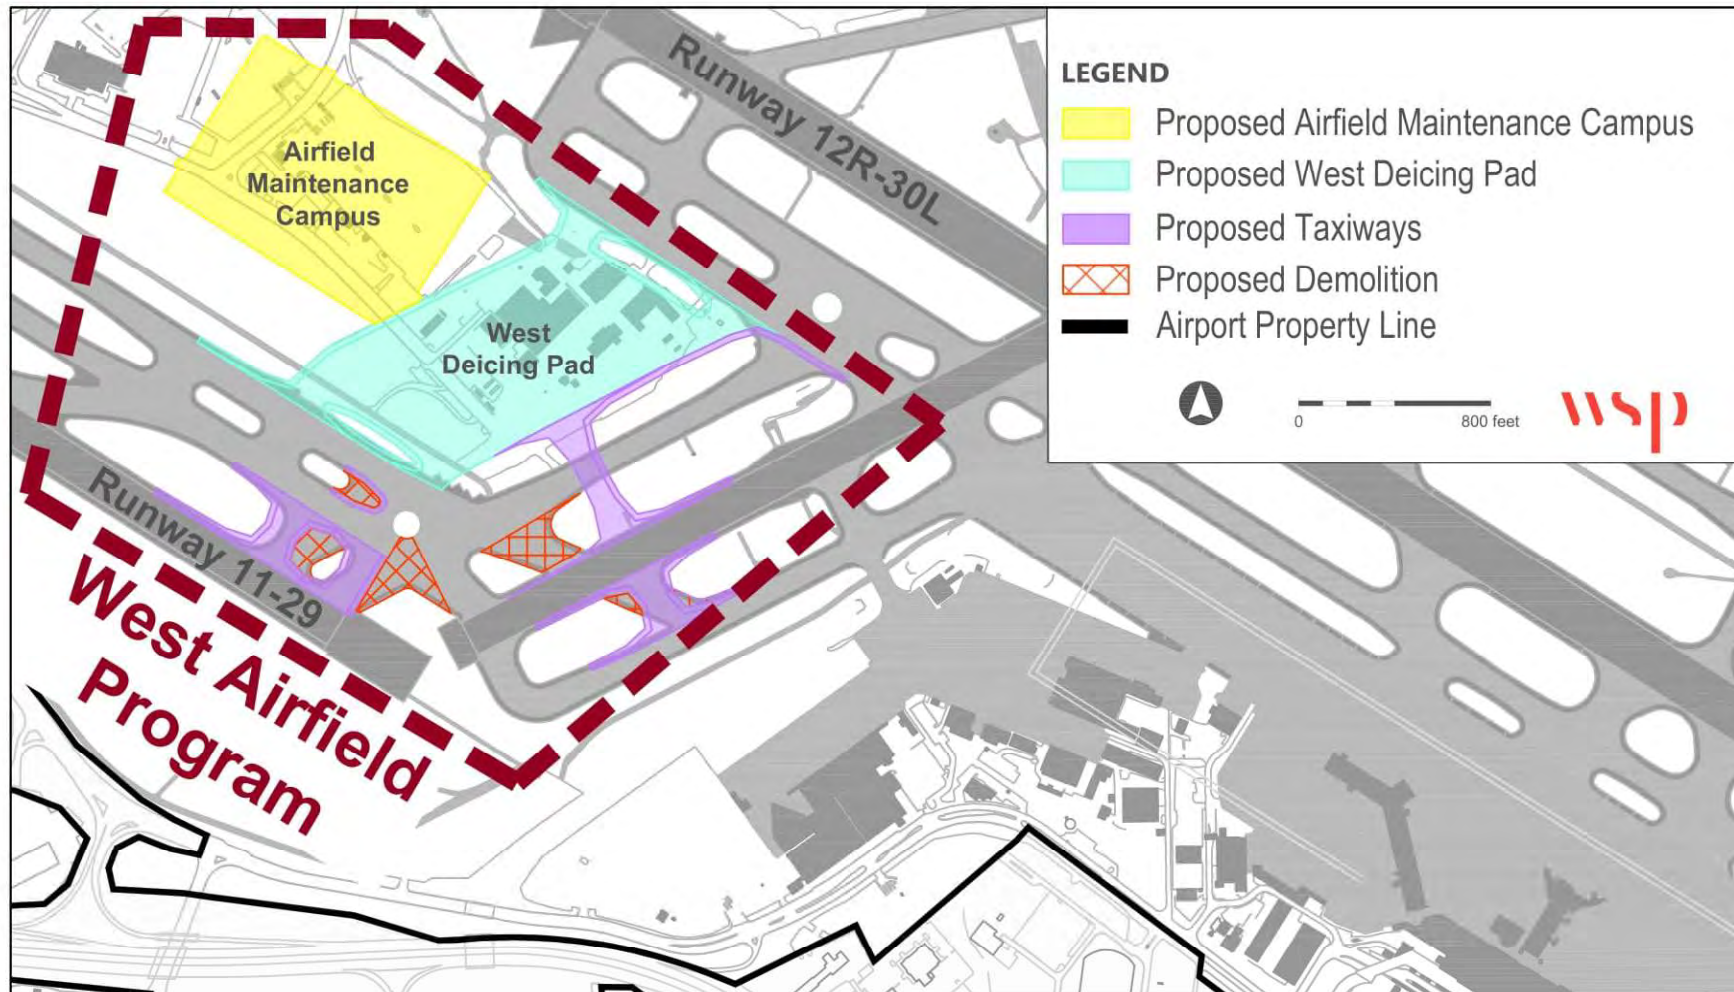 Runway 12R-30L
Airfield
Maintenance
Campus
West
Deicing Pad
Runway 11-29
West Airfield
Program
LEGEND
Proposed Airfield Maintenance Campus
Proposed West Deicing Pad
Proposed Taxiways
Proposed Demolition
Airport Property Line
0 800 feet
wsp